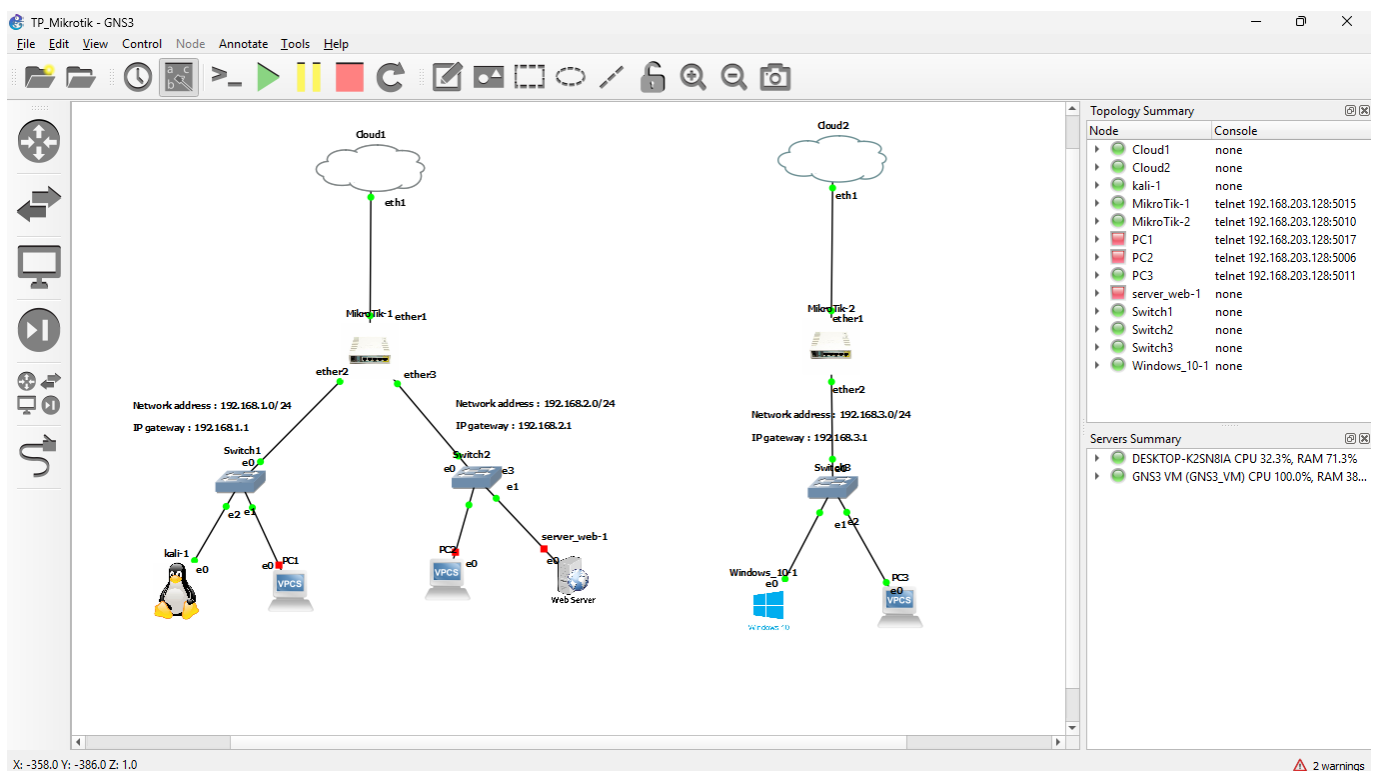 TP_Mikrotik - GNS3
File Edit View Control Node Annotate Tools Help
Cloud1
eth1
MikroTik-1
ether1
ether2
ether3
Network address : 192.168.1.0/24
IP gateway : 192.168.1.1
Network address : 192.168.2.0/24
IP gateway : 192.168.2.1
Switch1
e0
e2
e1
Switch2
e0
e3
e1
kali-1
e0
PC1
e0
VPCS
PC2
e0
VPCS
server_web-1
e0
Web Server
Cloud2
eth1
MikroTik-2
ether1
ether2
Network address : 192.168.3.0/24
IP gateway : 192.168.3.1
Switch3
e0
e1
e2
Windows_10-1
e0
Windows 10
PC3
e0
VPCS
Topology Summary
Node Console
Cloud1 none
Cloud2 none
kali-1 none
MikroTik-1 telnet 192.168.203.128:5015
MikroTik-2 telnet 192.168.203.128:5010
PC1 telnet 192.168.203.128:5017
PC2 telnet 192.168.203.128:5006
PC3 telnet 192.168.203.128:5011
server_web-1 none
Switch1 none
Switch2 none
Switch3 none
Windows_10-1 none
Servers Summary
DESKTOP-K2SN8IA CPU 32.3%, RAM 71.3%
GNS3 VM (GNS3_VM) CPU 100.0%, RAM 38...
X: -358.0 Y: -386.0 Z: 1.0
2 warnings